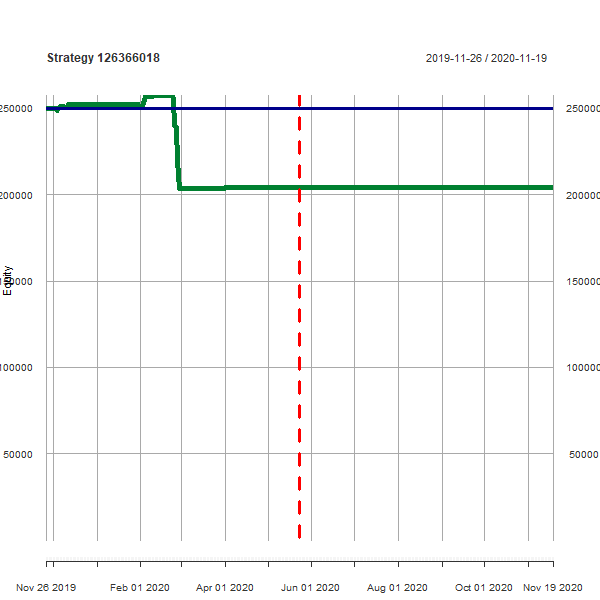 Strategy 126366018
2019-11-26 / 2020-11-19
250000
250000
200000
200000
Equity
150000
150000
100000
100000
50000
50000
Nov 26 2019
Feb 01 2020
Apr 01 2020
Jun 01 2020
Aug 01 2020
Oct 01 2020
Nov 19 2020